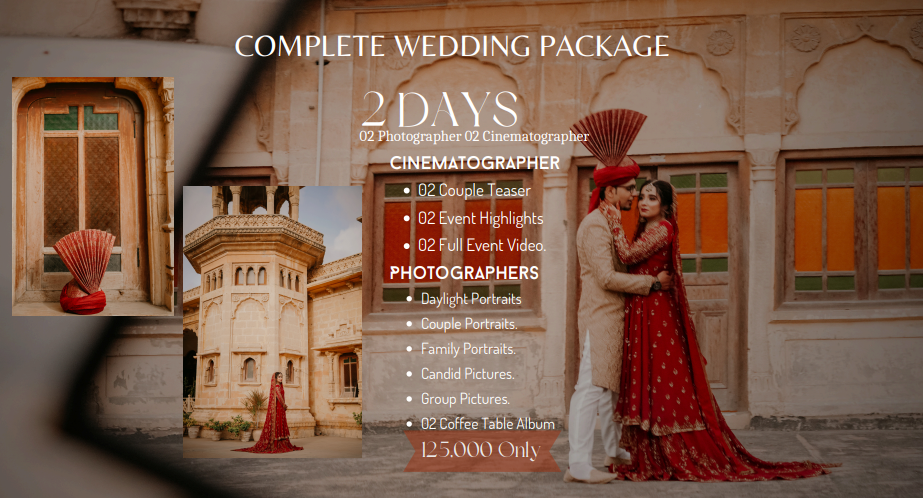 COMPLETE WEDDING PACKAGE
2 DAYS
02 Photographer 02 Cinematographer
CINEMATOGRAPHER
• 02 Couple Teaser
• 02 Event Highlights
• 02 Full Event Video.
PHOTOGRAPHERS
• Daylight Portraits
• Couple Portraits.
• Family Portraits.
• Candid Pictures.
• Group Pictures.
• 02 Coffee Table Album
125,000 Only